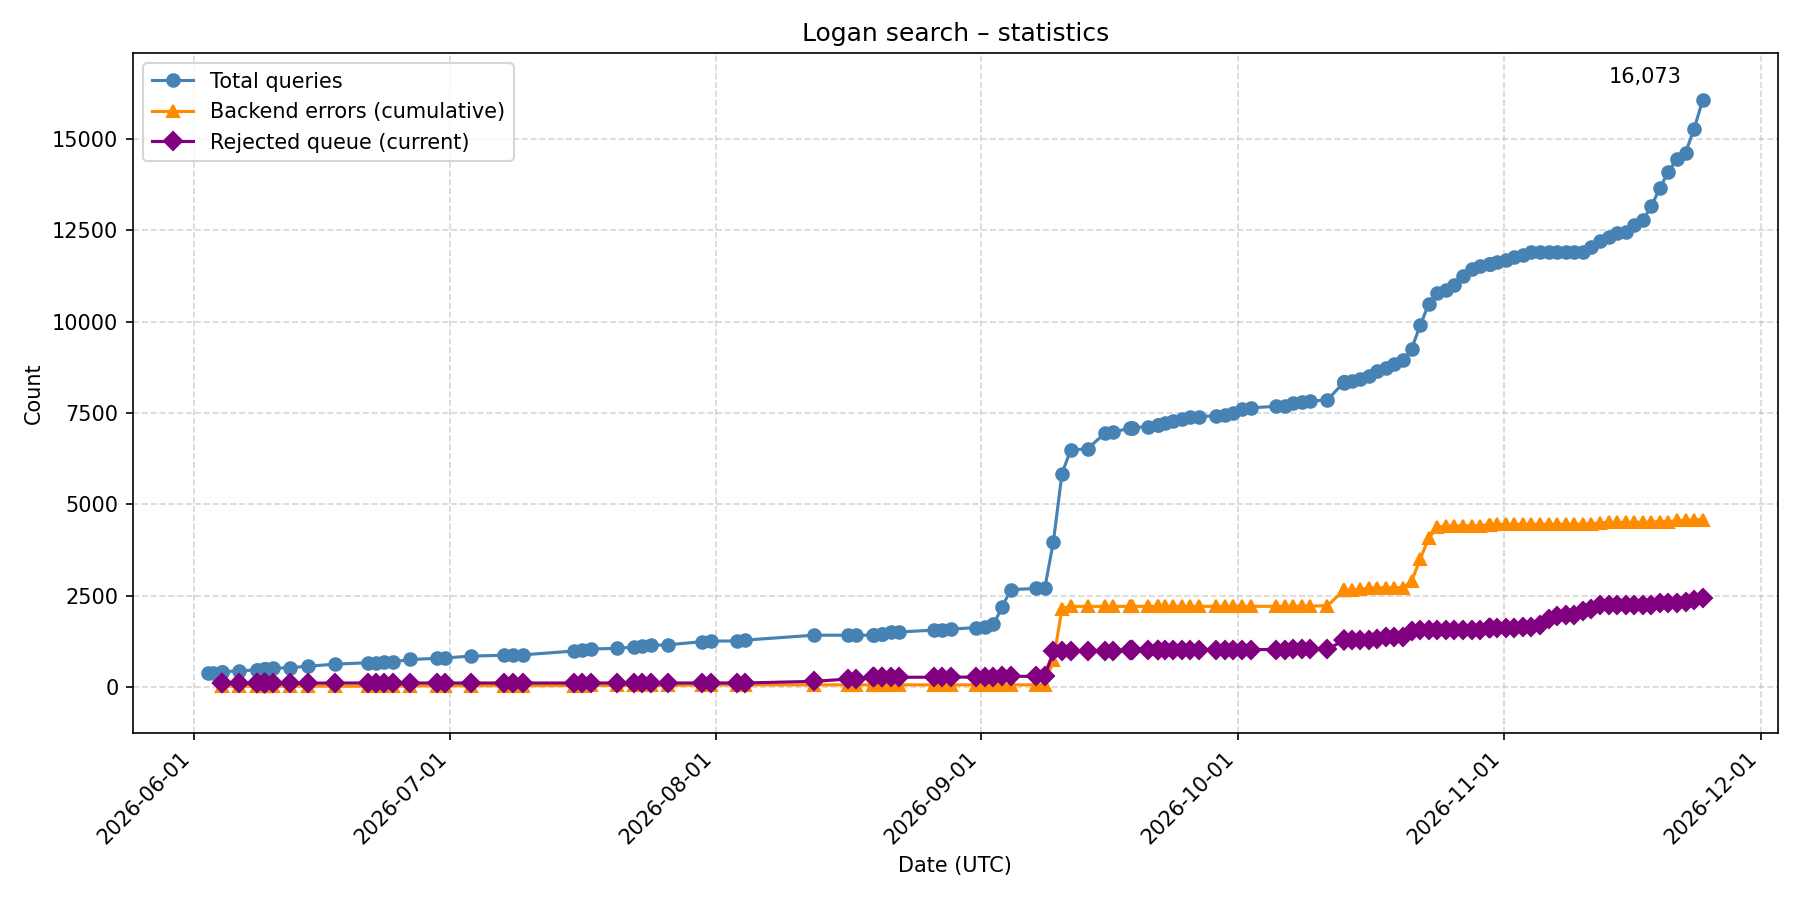 Logan search – statistics
16,073
Total queries
Backend errors (cumulative)
Rejected queue (current)
15000
12500
10000
7500
5000
2500
0
Count
2026-06-01
2026-07-01
2026-08-01
2026-09-01
2026-10-01
2026-11-01
2026-12-01
Date (UTC)